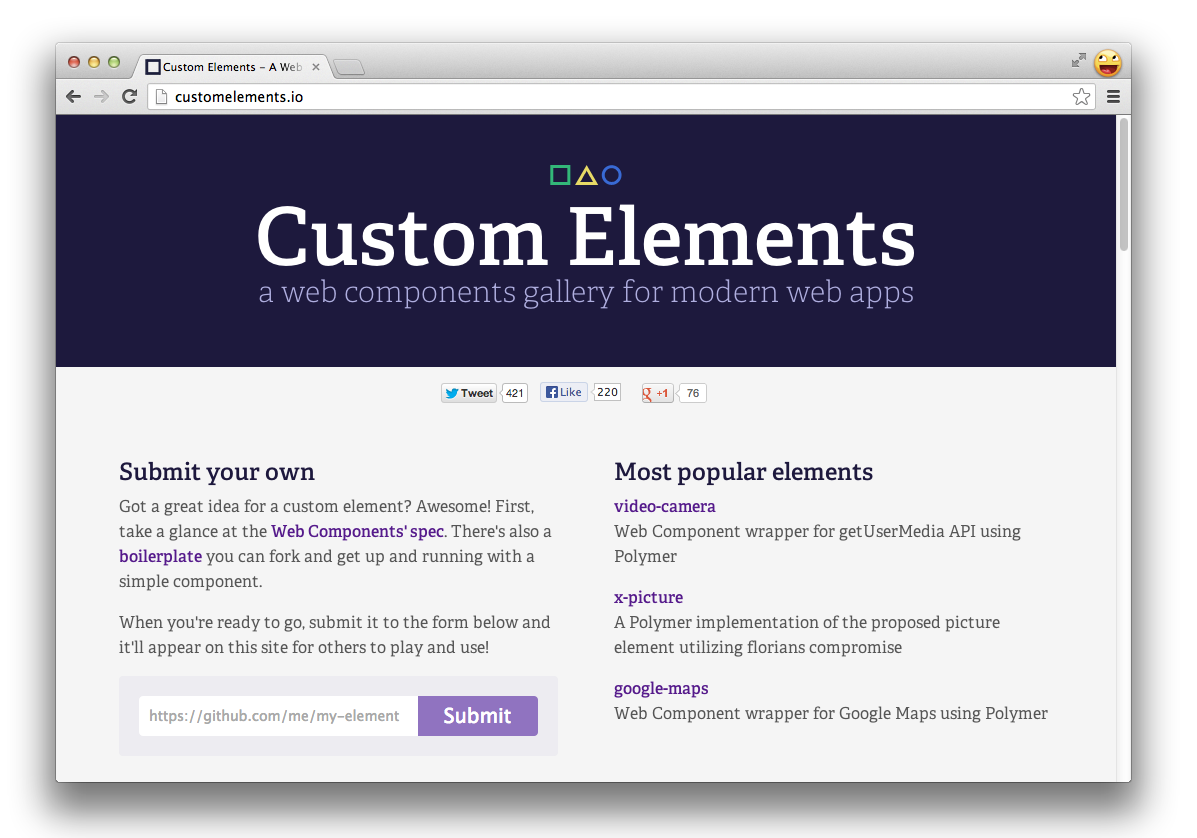 Custom Elements – A Web
customelements.io
Custom Elements
a web components gallery for modern web apps
Tweet 421 Like 220 +1 76
Submit your own
Got a great idea for a custom element? Awesome! First,
take a glance at the Web Components' spec. There's also a
boilerplate you can fork and get up and running with a
simple component.
When you're ready to go, submit it to the form below and
it'll appear on this site for others to play and use!
https://github.com/me/my-element Submit
Most popular elements
video-camera
Web Component wrapper for getUserMedia API using
Polymer
x-picture
A Polymer implementation of the proposed picture
element utilizing florians compromise
google-maps
Web Component wrapper for Google Maps using Polymer